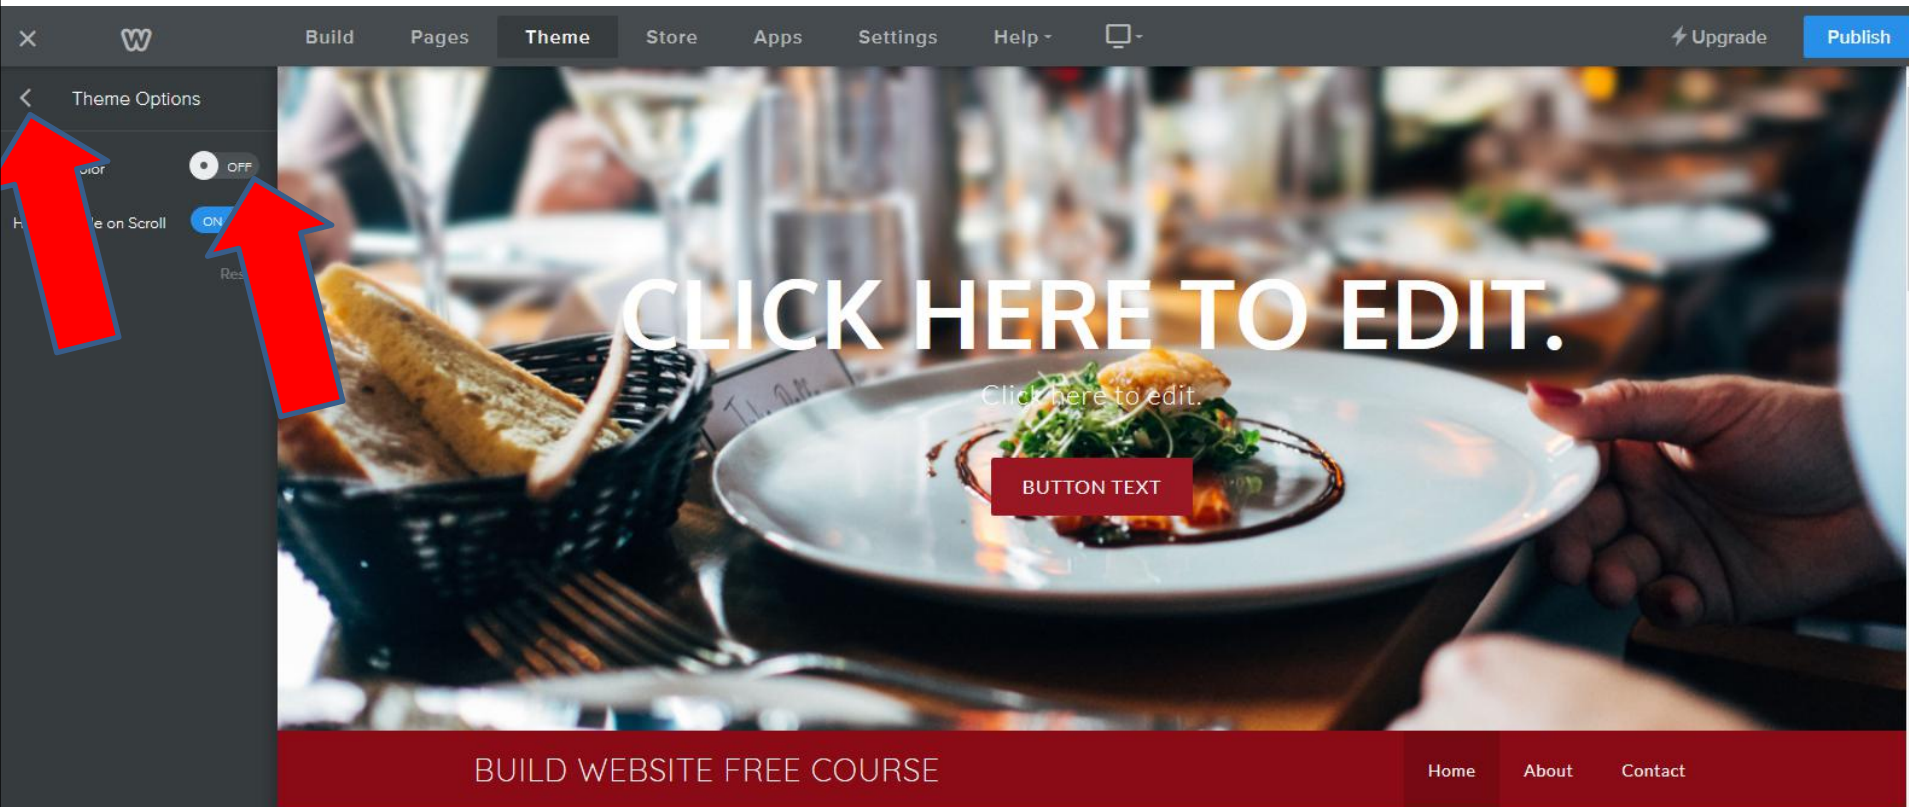 Build Pages Theme Store Apps Settings Help Upgrade Publish
Theme Options
OFF
on Scroll ON
CLICK HERE TO EDIT.
Click here to edit.
BUTTON TEXT
BUILD WEBSITE FREE COURSE Home About Contact